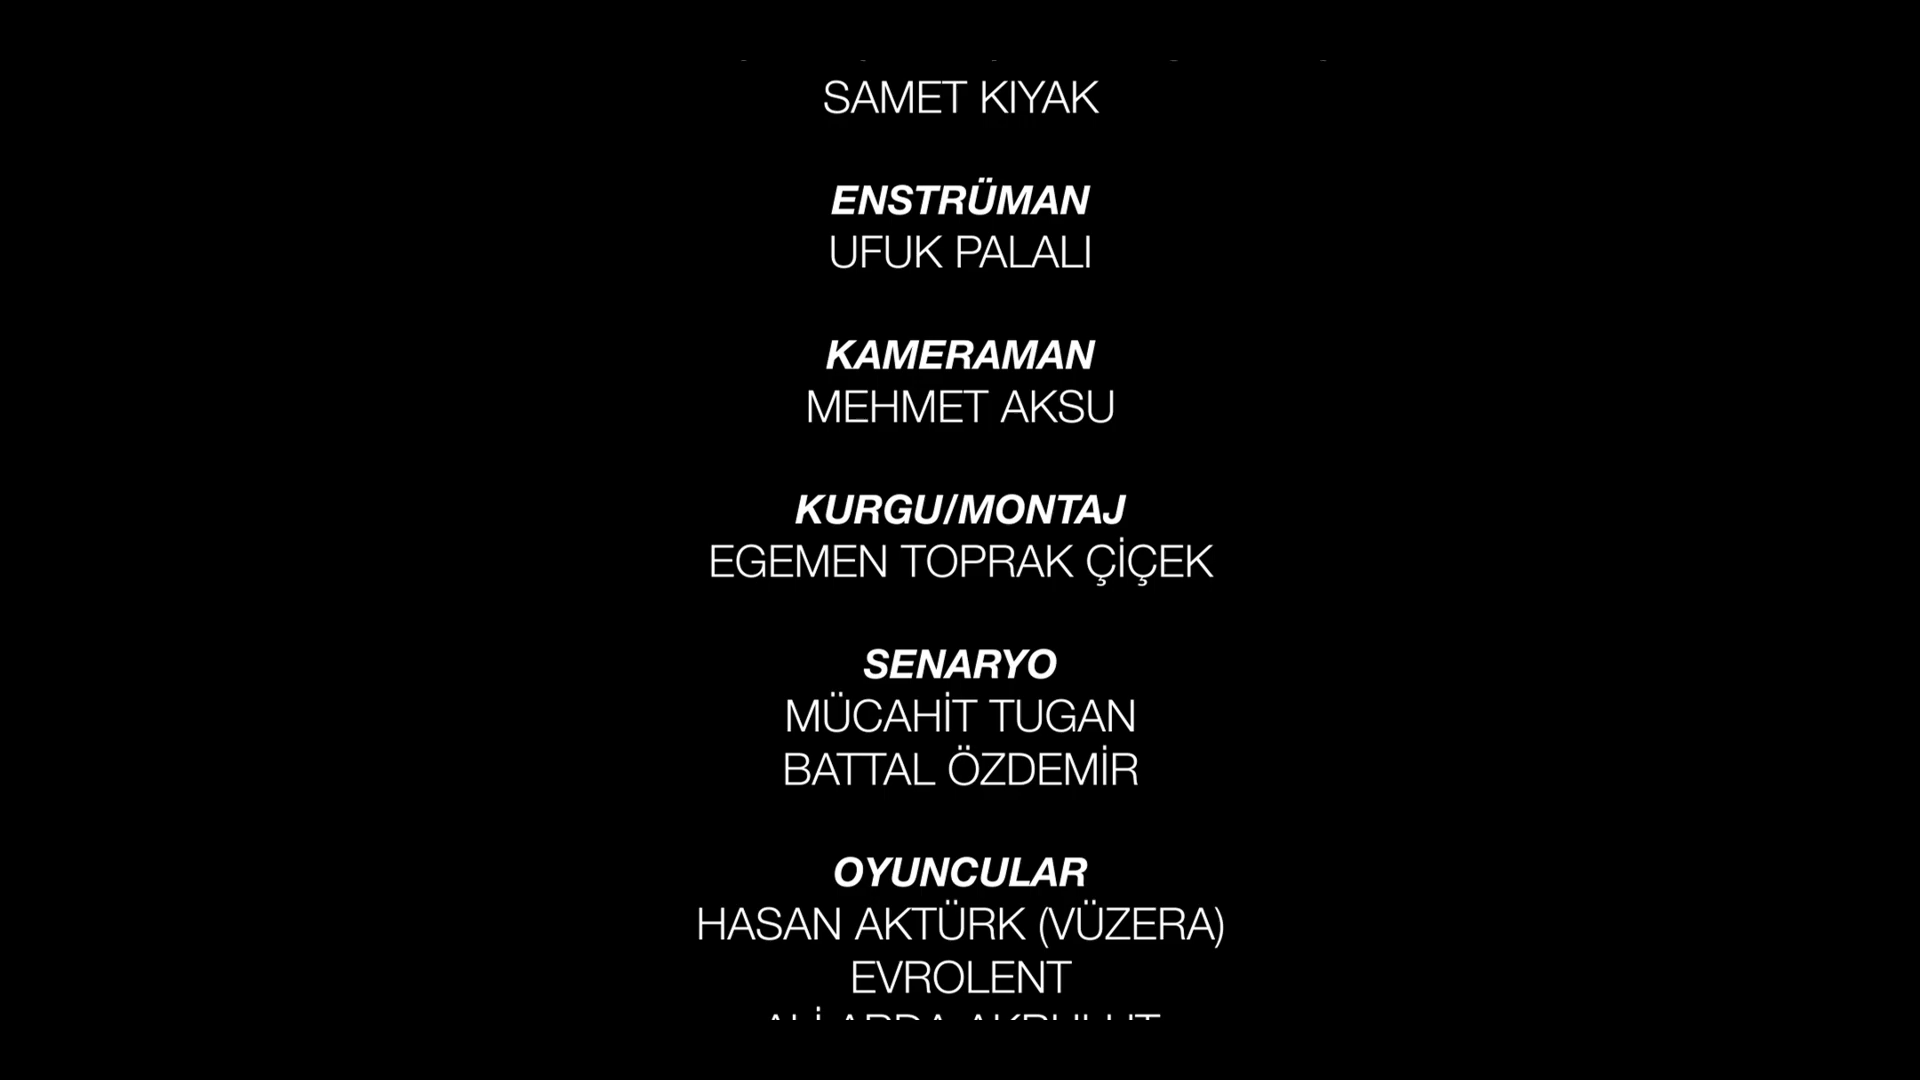 SAMET KIYAK
ENSTRÜMAN
UFUK PALALI
KAMERAMAN
MEHMET AKSU
KURGU/MONTAJ
EGEMEN TOPRAK ÇİÇEK
SENARYO
MÜCAHİT TUGAN
BATTAL ÖZDEMİR
OYUNCULAR
HASAN AKTÜRK (VÜZERA)
EVROLENT